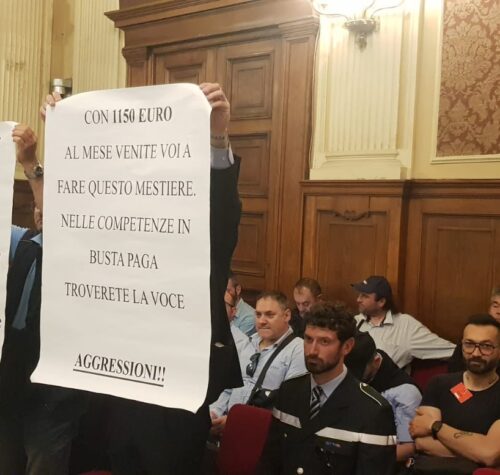 CON 1150 EURO
AL MESE VENITE VOI A
FARE QUESTO MESTIERE.
NELLE COMPETENZE IN
BUSTA PAGA
TROVERETE LA VOCE
AGGRESSIONI!!